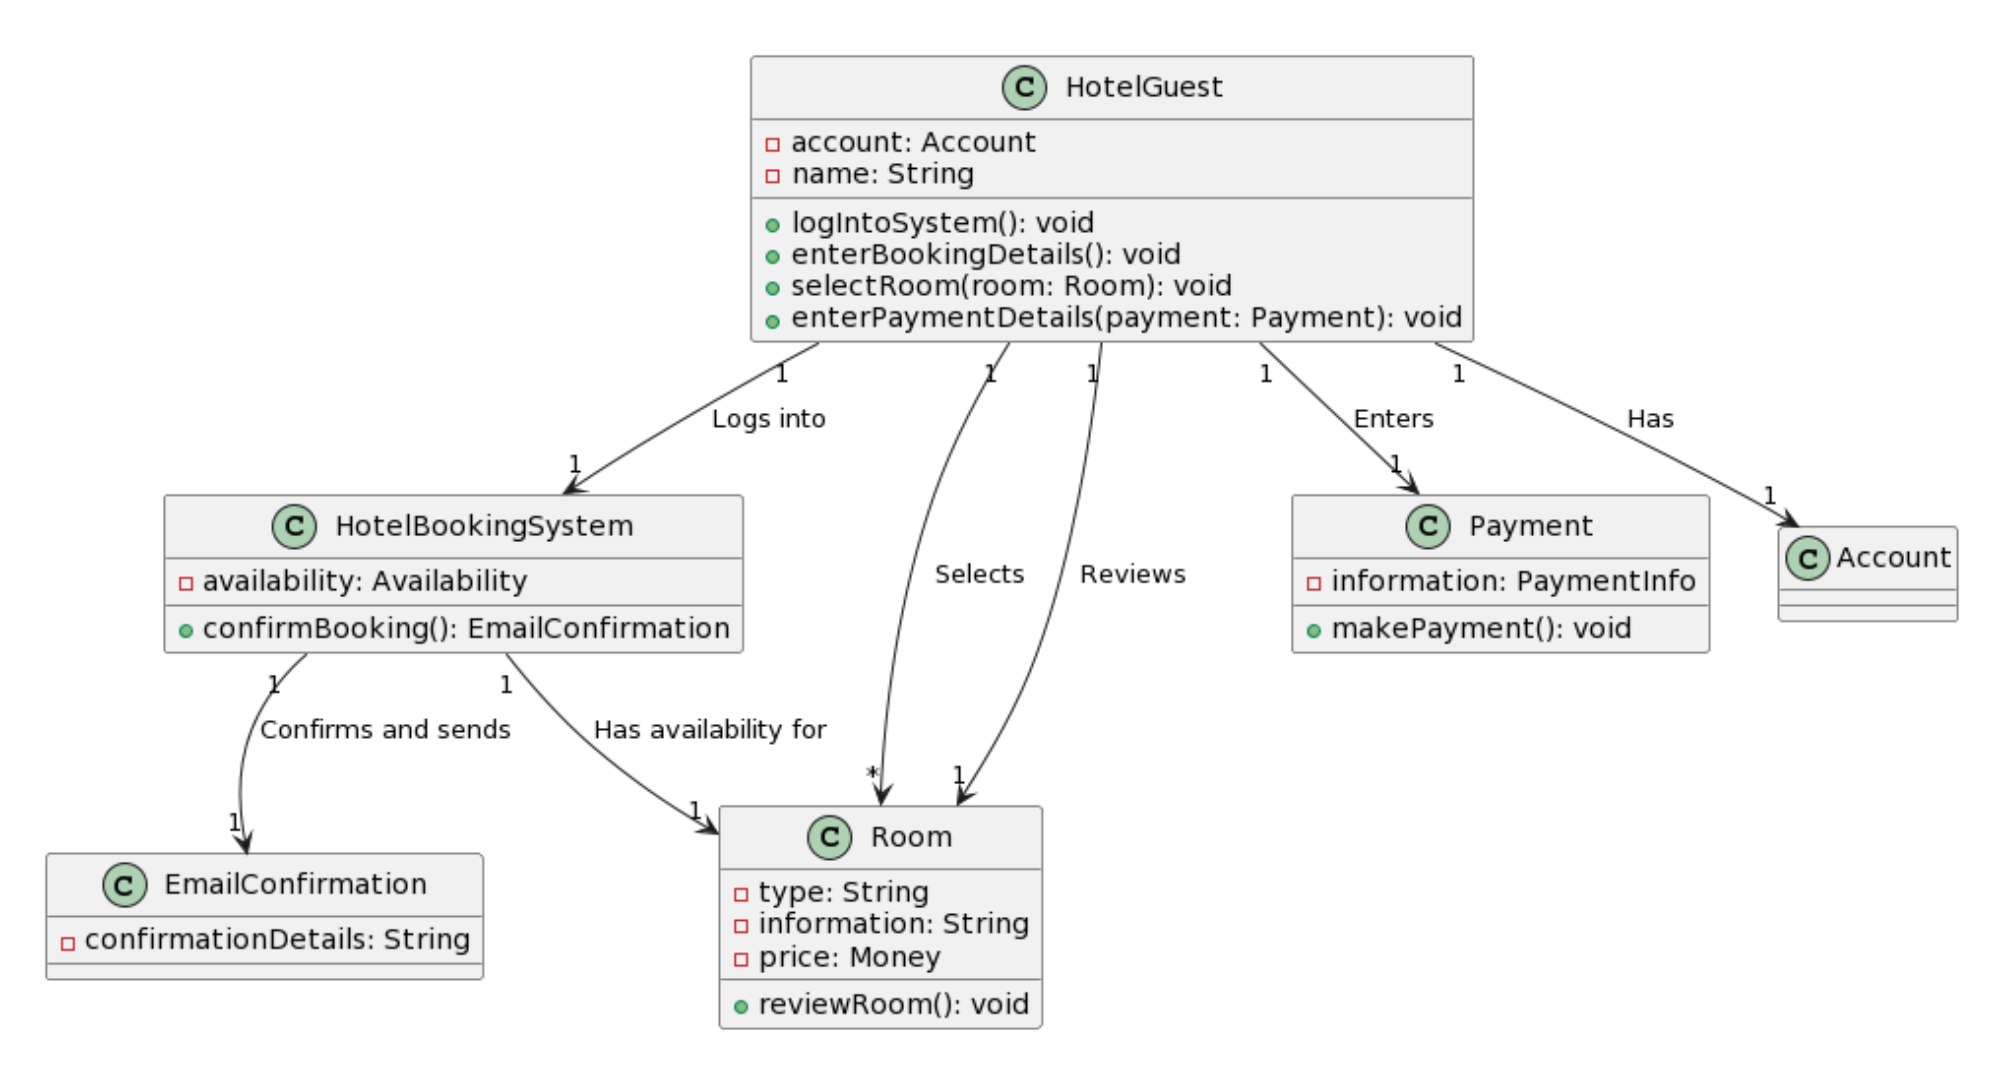 C HotelGuest
account: Account
name: String
logIntoSystem(): void
enterBookingDetails(): void
selectRoom(room: Room): void
enterPaymentDetails(payment: Payment): void
1
1
1
1
1
Logs into
Enters
Has
1
1
1
C HotelBookingSystem
availability: Availability
confirmBooking(): EmailConfirmation
Selects
Reviews
C Payment
information: PaymentInfo
makePayment(): void
C Account
1
1
Confirms and sends
Has availability for
1
1
*
1
C EmailConfirmation
confirmationDetails: String
C Room
type: String
information: String
price: Money
reviewRoom(): void